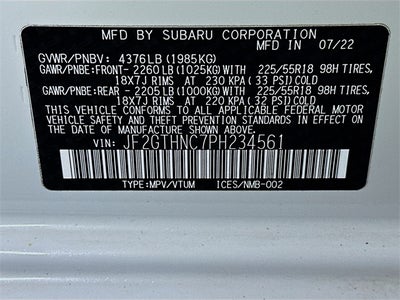 MFD BY SUBARU CORPORATION
GVWR/PNBV: 4376LB(1985KG) MFD IN 07/22
GAWR/PNBE:FRONT- 2260LB(1025KG)WITH 225/55R18 98H TIRES,
18X7J RIMS AT 230 KPA(33 PSI)COLD
GAWR/PNBE:REAR - 2205LB(1000KG)WITH 225/55R18 98H TIRES,
18X7J RIMS AT 220 KPA(32 PSI)COLD
THIS VEHICLE CONFORMS TO ALL APPLICABLE FEDERAL MOTOR
VEHICLE SAFETY, BUMPER, AND THEFT PREVENTION STANDARDS IN
EFFECT ON THE DATE OF MANUFACTURE SHOWN ABOVE.
VIN: JF2GTHNC7PH234561
TYPE:MPV/VTUM ICES/NMB-002